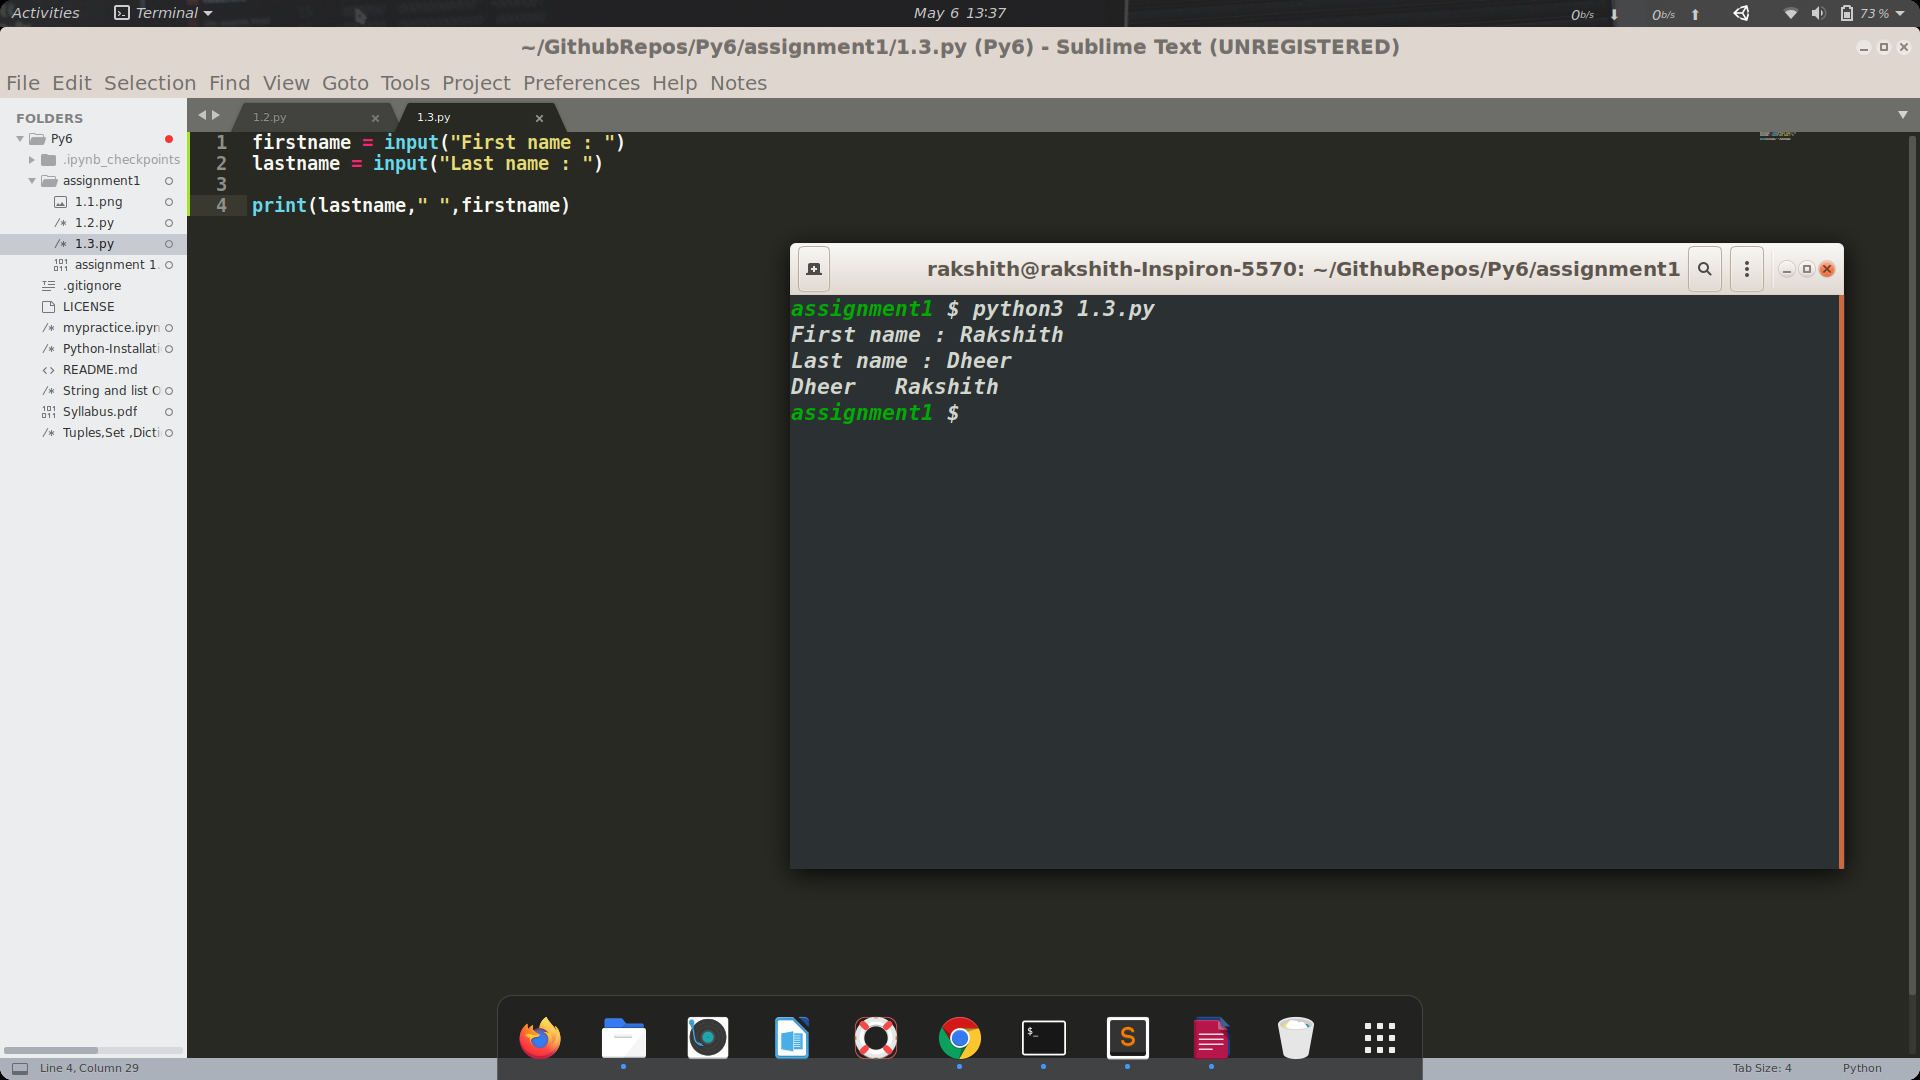 Activities Terminal May 6 13:37 0b/s 0b/s 73 %
~/GithubRepos/Py6/assignment1/1.3.py (Py6) - Sublime Text (UNREGISTERED)
File Edit Selection Find View Goto Tools Project Preferences Help Notes
FOLDERS
Py6
.ipynb_checkpoints
assignment1
1.1.png
1.2.py
1.3.py
assignment 1.
.gitignore
LICENSE
mypractice.ipyn
Python-Installati
README.md
String and list O
Syllabus.pdf
Tuples,Set ,Dicti
1.2.py 1.3.py
1 firstname = input("First name : ")
2 lastname = input("Last name : ")
3
4 print(lastname," ",firstname)
rakshith@rakshith-Inspiron-5570: ~/GithubRepos/Py6/assignment1
assignment1 $ python3 1.3.py
First name : Rakshith
Last name : Dheer
Dheer   Rakshith
assignment1 $
$_
S
Line 4, Column 29 Tab Size: 4 Python